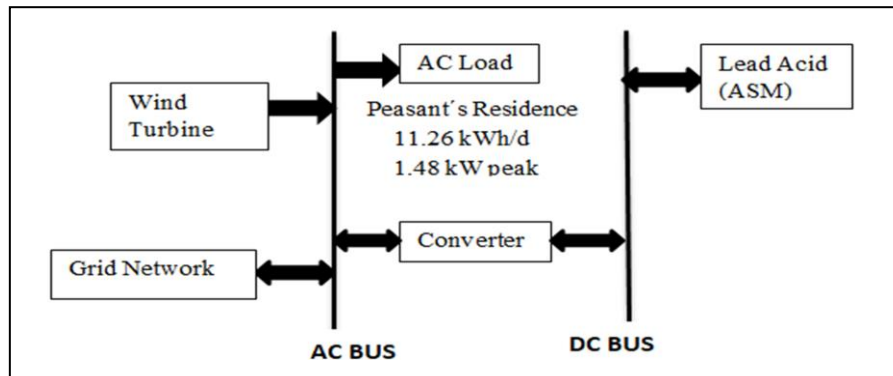 Wind
Turbine
AC Load
Peasant´s Residence
11.26 kWh/d
1.48 kW peak
Lead Acid
(ASM)
Converter
Grid Network
AC BUS
DC BUS